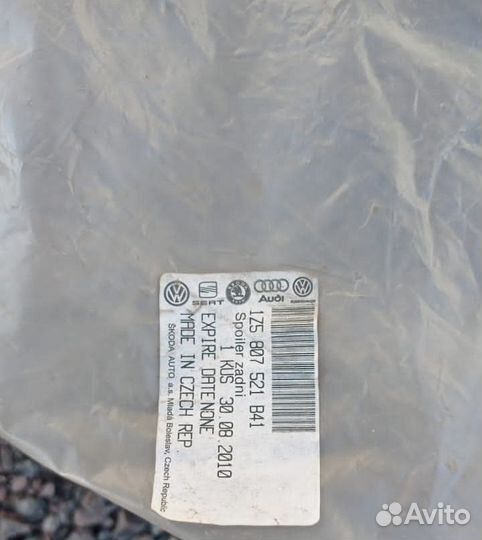 SEAT
Audi
1Z5 807 521 B41
Spoiler zadni
1 KUS 30.08.2010
EXPIRE DATE:NONE
MADE IN CZECH REP.
ŠKODA AUTO a.s. Mladá Boleslav, Czech Republic
Avito